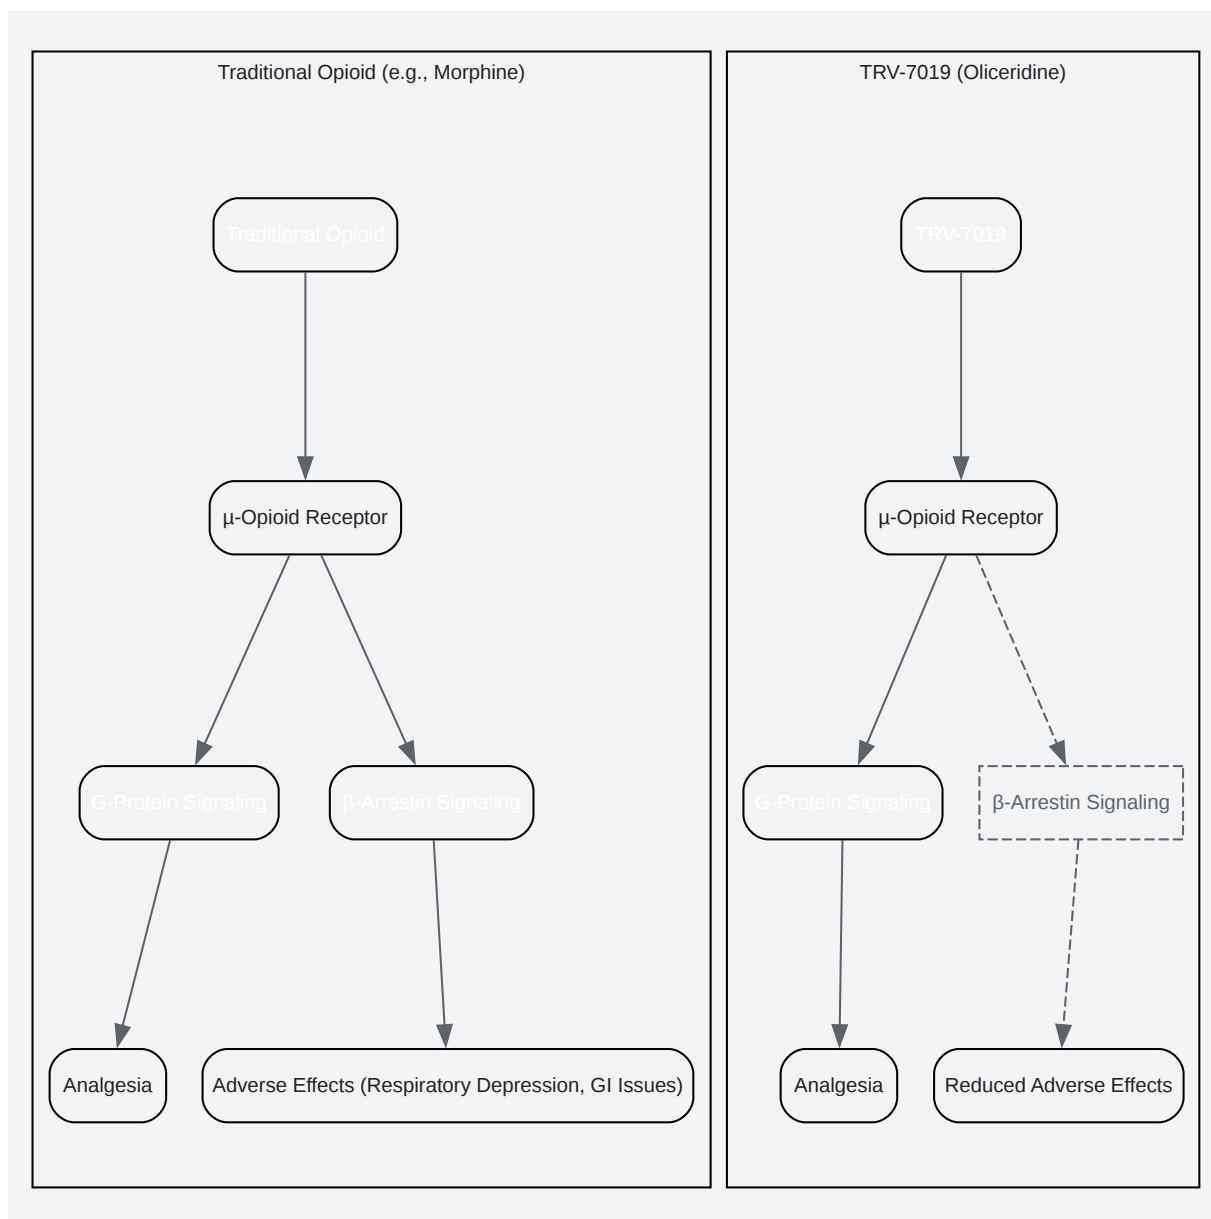 Traditional Opioid (e.g., Morphine)
Traditional Opioid
µ-Opioid Receptor
G-Protein Signaling
β-Arrestin Signaling
Analgesia
Adverse Effects (Respiratory Depression, GI Issues)
TRV-7019 (Oliceridine)
TRV-7019
µ-Opioid Receptor
G-Protein Signaling
β-Arrestin Signaling
Analgesia
Reduced Adverse Effects